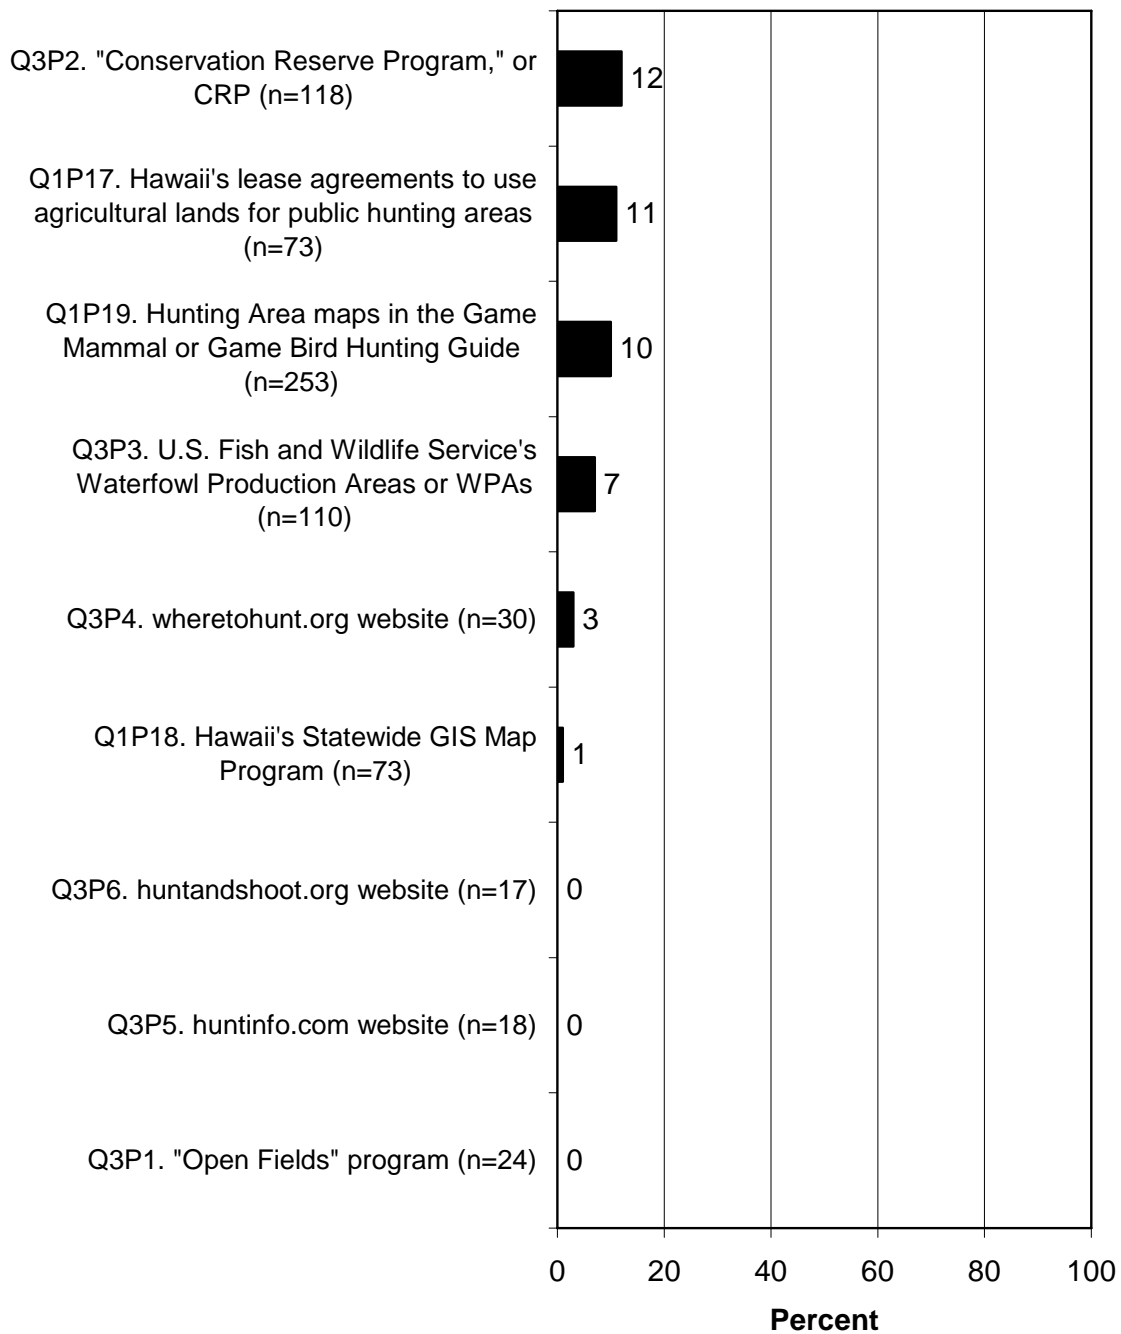 Q3P2. "Conservation Reserve Program," or
CRP (n=118)
12
Q1P17. Hawaii's lease agreements to use
agricultural lands for public hunting areas
(n=73)
11
Q1P19. Hunting Area maps in the Game
Mammal or Game Bird Hunting Guide
(n=253)
10
Q3P3. U.S. Fish and Wildlife Service's
Waterfowl Production Areas or WPAs
(n=110)
7
Q3P4. wheretohunt.org website (n=30)
3
Q1P18. Hawaii's Statewide GIS Map
Program (n=73)
1
Q3P6. huntandshoot.org website (n=17)
0
Q3P5. huntinfo.com website (n=18)
0
Q3P1. "Open Fields" program (n=24)
0
0 20 40 60 80 100
Percent